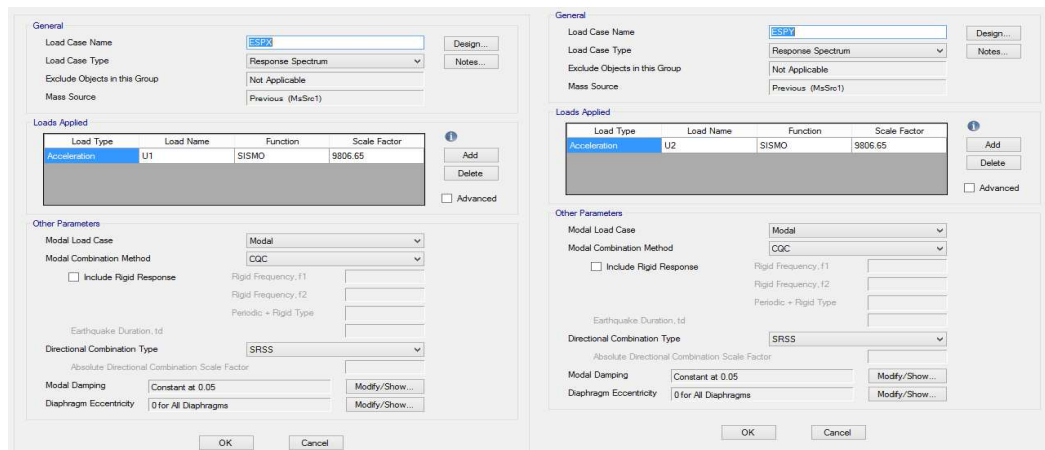 General
Load Case Name ESPX Design...
Load Case Type Response Spectrum Notes...
Exclude Objects in this Group Not Applicable
Mass Source Previous (MsSrc1)
Loads Applied
Load Type Load Name Function Scale Factor
Acceleration U1 SISMO 9806.65
Add
Delete
Advanced
Other Parameters
Modal Load Case Modal
Modal Combination Method CQC
Include Rigid Response Rigid Frequency, f1
Rigid Frequency, f2
Periodic + Rigid Type
Earthquake Duration, td
Directional Combination Type SRSS
Absolute Directional Combination Scale Factor
Modal Damping Constant at 0.05 Modify/Show...
Diaphragm Eccentricity 0 for All Diaphragms Modify/Show...
OK Cancel
General
Load Case Name ESPY Design...
Load Case Type Response Spectrum Notes...
Exclude Objects in this Group Not Applicable
Mass Source Previous (MsSrc1)
Loads Applied
Load Type Load Name Function Scale Factor
Acceleration U2 SISMO 9806.65
Add
Delete
Advanced
Other Parameters
Modal Load Case Modal
Modal Combination Method CQC
Include Rigid Response Rigid Frequency, f1
Rigid Frequency, f2
Periodic + Rigid Type
Earthquake Duration, td
Directional Combination Type SRSS
Absolute Directional Combination Scale Factor
Modal Damping Constant at 0.05 Modify/Show...
Diaphragm Eccentricity 0 for All Diaphragms Modify/Show...
OK Cancel